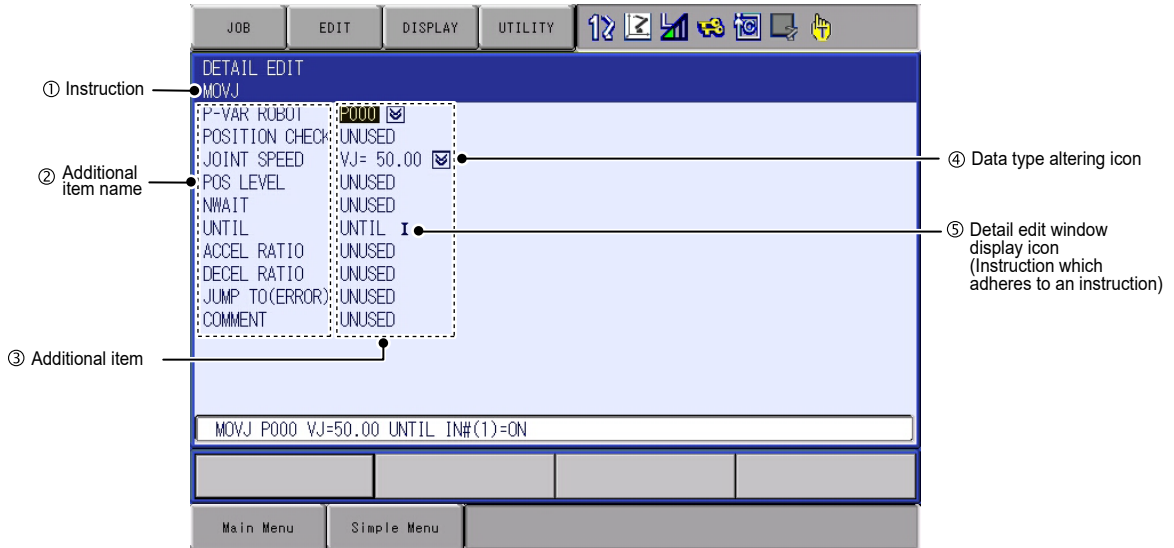 JOB EDIT DISPLAY UTILITY
DETAIL EDIT
① Instruction
MOVJ
P-VAR ROBOT P000
POSITION CHECK UNUSED
JOINT SPEED VJ= 50.00
④ Data type altering icon
② Additional
item name
POS LEVEL UNUSED
NWAIT UNUSED
UNTIL UNTIL
⑤ Detail edit window
display icon
(Instruction which
adheres to an instruction)
ACCEL RATIO UNUSED
DECEL RATIO UNUSED
JUMP TO(ERROR) UNUSED
COMMENT UNUSED
③ Additional item
MOVJ P000 VJ=50.00 UNTIL IN#(1)=ON
Main Menu Simple Menu